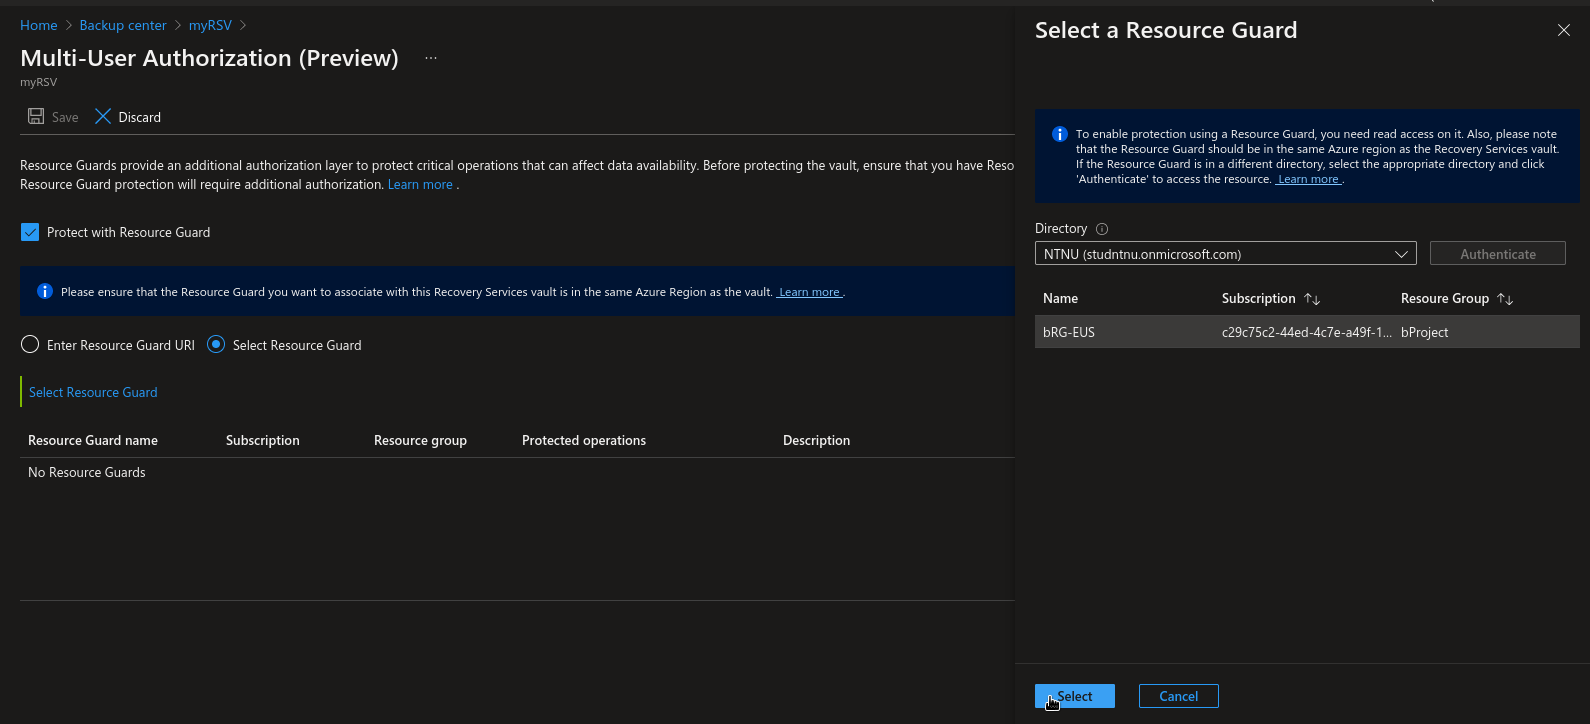 Home > Backup center > myRSV >
Multi-User Authorization (Preview) ...
myRSV
Save Discard
Resource Guards provide an additional authorization layer to protect critical operations that can affect data availability. Before protecting the vault, ensure that you have Reso
Resource Guard protection will require additional authorization. Learn more .
Protect with Resource Guard
Please ensure that the Resource Guard you want to associate with this Recovery Services vault is in the same Azure Region as the vault. Learn more .
Enter Resource Guard URI Select Resource Guard
Select Resource Guard
Resource Guard name Subscription Resource group Protected operations Description
No Resource Guards
Select a Resource Guard
To enable protection using a Resource Guard, you need read access on it. Also, please note
that the Resource Guard should be in the same Azure region as the Recovery Services vault.
If the Resource Guard is in a different directory, select the appropriate directory and click
'Authenticate' to access the resource. Learn more .
Directory
NTNU (studntnu.onmicrosoft.com) Authenticate
Name Subscription ↑↓ Resoure Group ↑↓
bRG-EUS c29c75c2-44ed-4c7e-a49f-1... bProject
Select Cancel